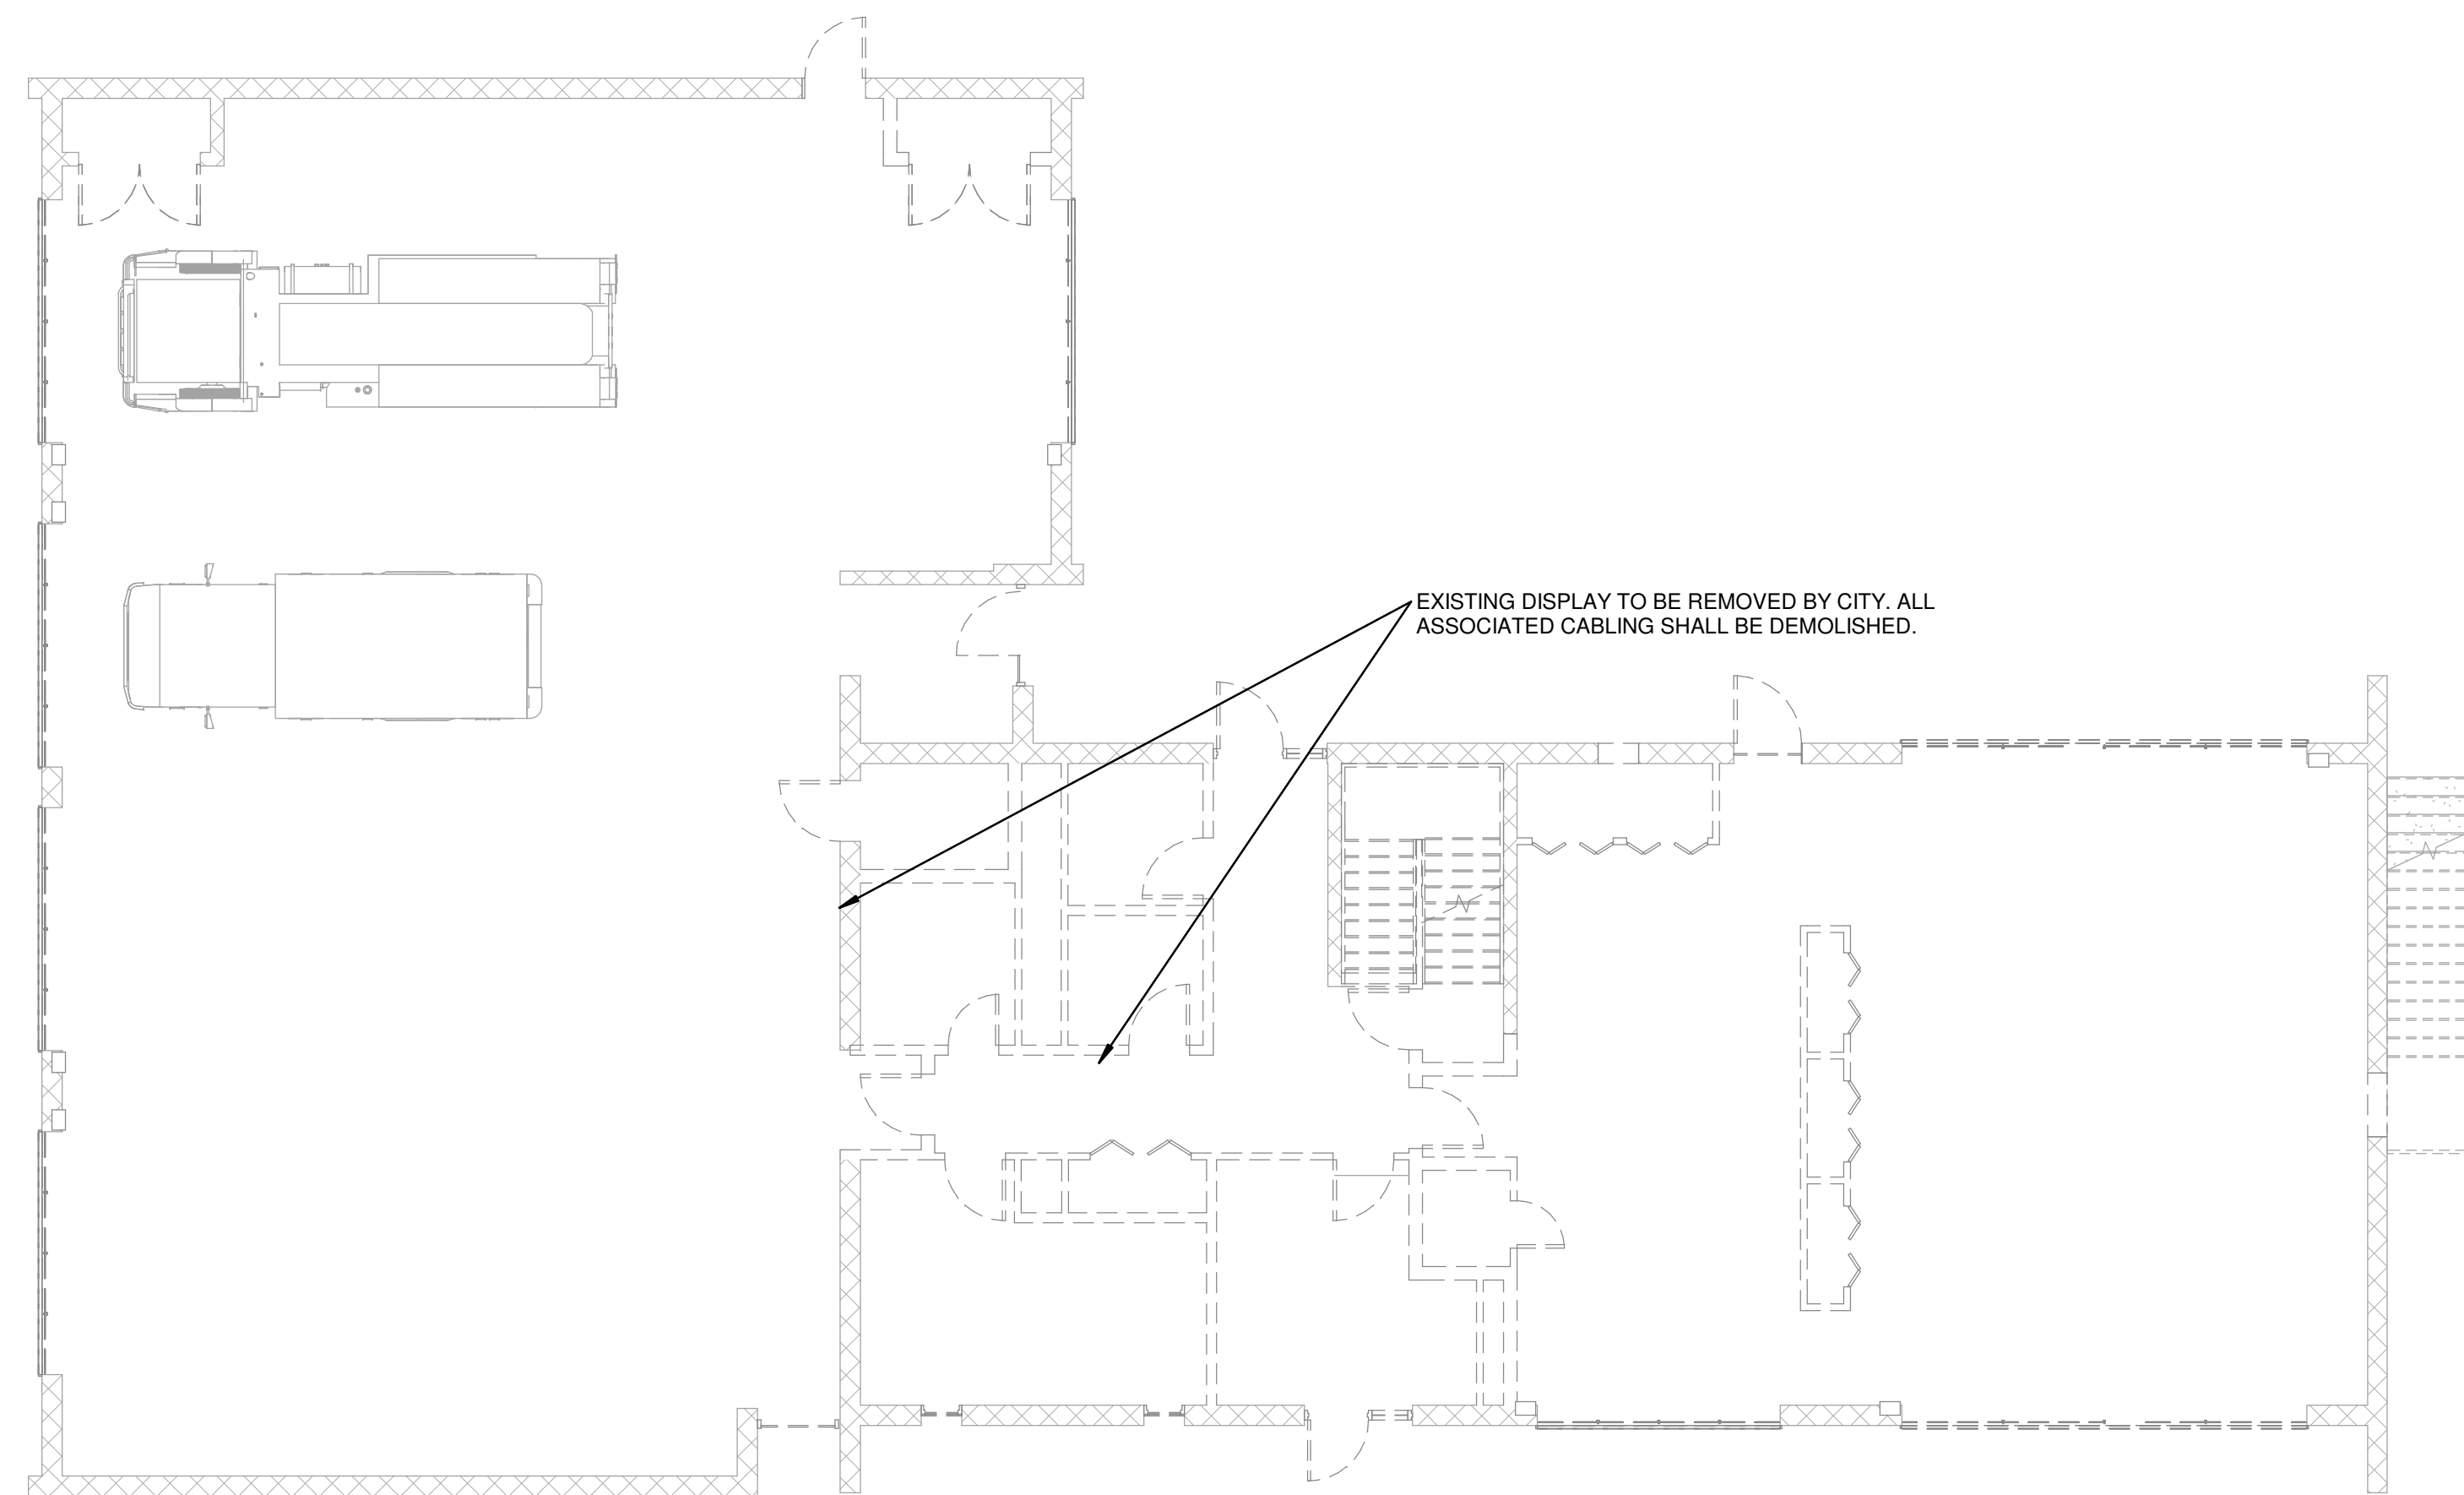 EXISTING DISPLAY TO BE REMOVED BY CITY. ALL
ASSOCIATED CABLING SHALL BE DEMOLISHED.